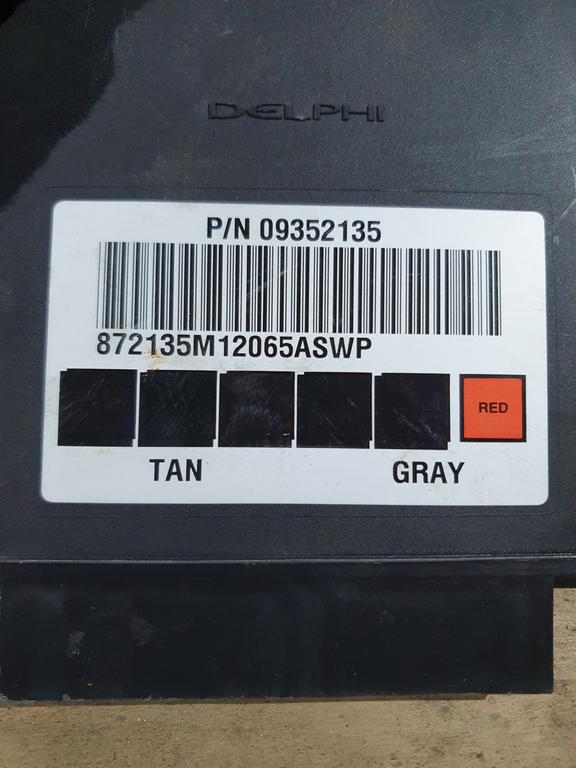 DELPHI
P/N 09352135
872135M12065ASWP
RED
TAN GRAY